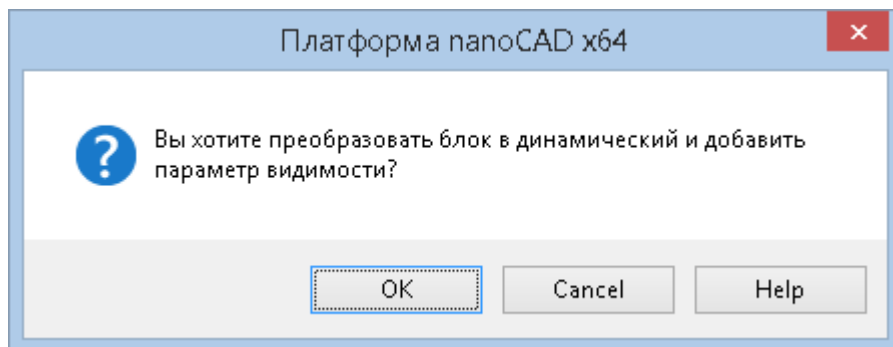 Платформа nanoCAD x64
Вы хотите преобразовать блок в динамический и добавить
параметр видимости?
OK
Cancel
Help